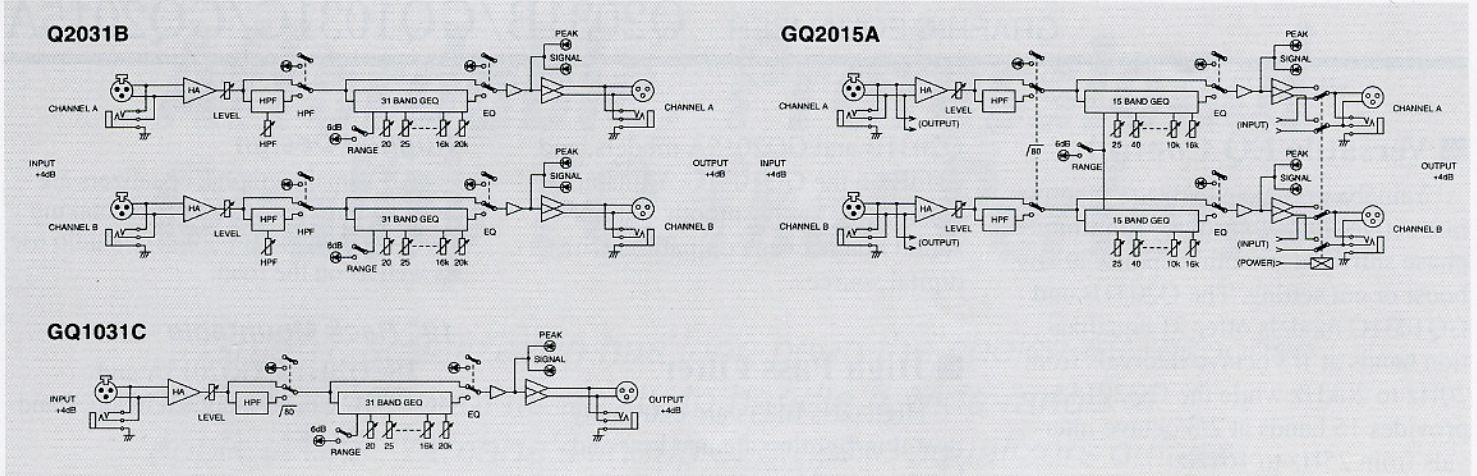 Q2031B
CHANNEL A
HA
LEVEL
HPF
HPF
HPF
31 BAND GEQ
6dB
RANGE
20 25 16k 20k
EQ
PEAK
SIGNAL
CHANNEL A
INPUT
+4dB
OUTPUT
+4dB
CHANNEL B
HA
LEVEL
HPF
HPF
HPF
31 BAND GEQ
6dB
RANGE
20 25 16k 20k
EQ
PEAK
SIGNAL
CHANNEL B
GQ2015A
CHANNEL A
(OUTPUT)
HA
LEVEL
HPF
80
15 BAND GEQ
6dB
RANGE
25 40 10k 16k
EQ
PEAK
SIGNAL
(INPUT)
CHANNEL A
INPUT
+4dB
OUTPUT
+4dB
CHANNEL B
(OUTPUT)
HA
LEVEL
HPF
15 BAND GEQ
25 40 10k 16k
EQ
PEAK
SIGNAL
(INPUT)
(POWER)
CHANNEL B
GQ1031C
INPUT
+4dB
HA
LEVEL
HPF
80
31 BAND GEQ
6dB
RANGE
20 25 16k 20k
EQ
PEAK
SIGNAL
OUTPUT
+4dB